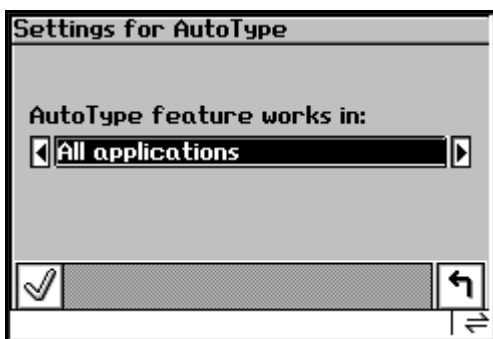 Settings for AutoType
AutoType feature works in:
All applications